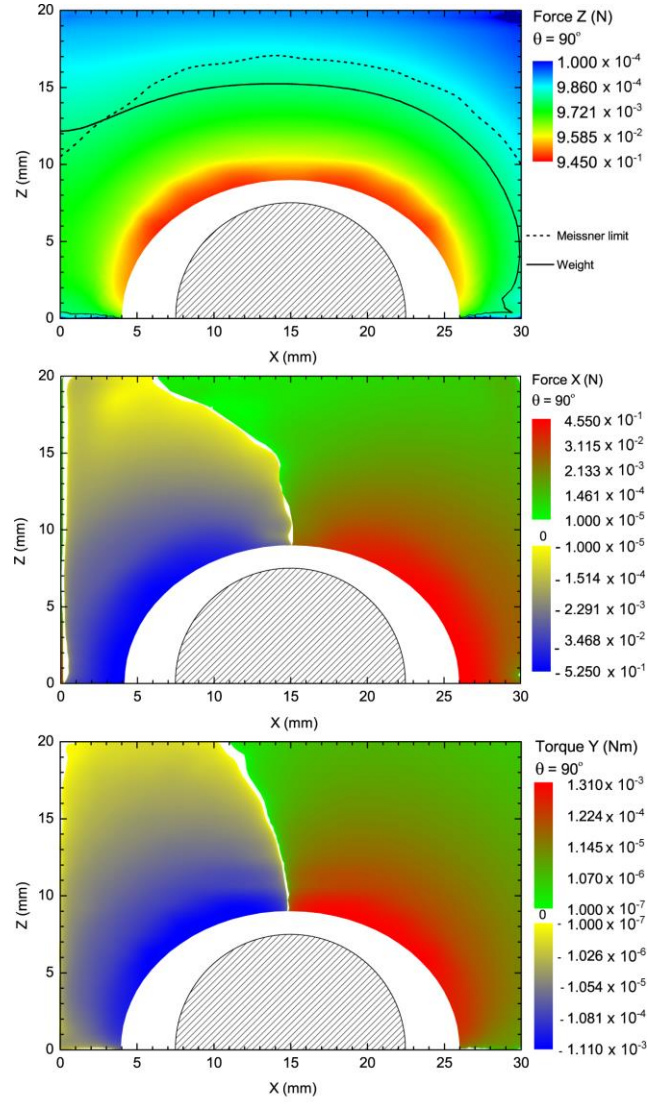 20
15
10
5
0
0 5 10 15 20 25 30
Z (mm)
X (mm)
Force Z (N)
θ = 90°
1.000 x 10⁻⁴
9.860 x 10⁻⁴
9.721 x 10⁻³
9.585 x 10⁻²
9.450 x 10⁻¹
Meissner limit
Weight
20
15
10
5
0
0 5 10 15 20 25 30
Z (mm)
X (mm)
Force X (N)
θ = 90°
4.550 x 10⁻¹
3.115 x 10⁻²
2.133 x 10⁻³
1.461 x 10⁻⁴
1.000 x 10⁻⁵
0
- 1.000 x 10⁻⁵
- 1.514 x 10⁻⁴
- 2.291 x 10⁻³
- 3.468 x 10⁻²
- 5.250 x 10⁻¹
20
15
10
5
0
0 5 10 15 20 25 30
Z (mm)
X (mm)
Torque Y (Nm)
θ = 90°
1.310 x 10⁻³
1.224 x 10⁻⁴
1.145 x 10⁻⁵
1.070 x 10⁻⁶
1.000 x 10⁻⁷
0
- 1.000 x 10⁻⁷
- 1.026 x 10⁻⁶
- 1.054 x 10⁻⁵
- 1.081 x 10⁻⁴
- 1.110 x 10⁻³